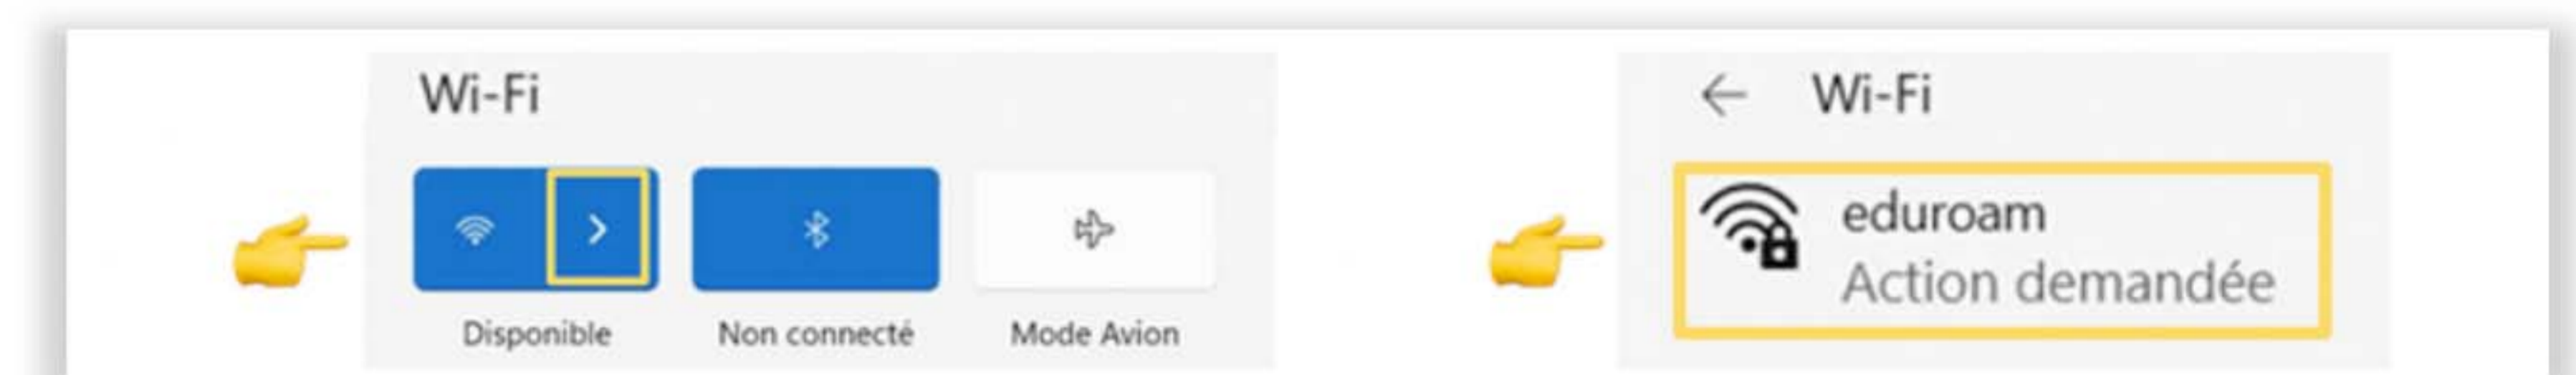 Wi-Fi
Disponible
Non connecté
Mode Avion
Wi-Fi
eduroam
Action demandée